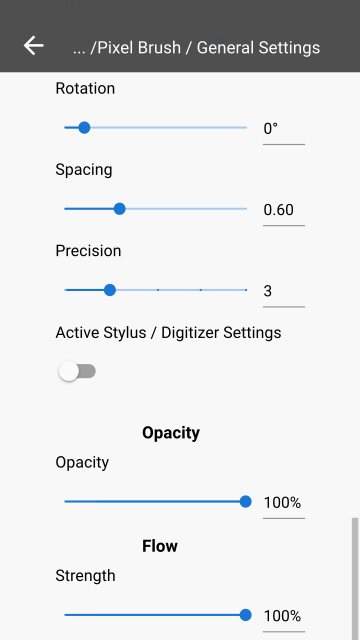 ... /Pixel Brush / General Settings
Rotation
0°
Spacing
0.60
Precision
3
Active Stylus / Digitizer Settings
Opacity
Opacity
100%
Flow
Strength
100%